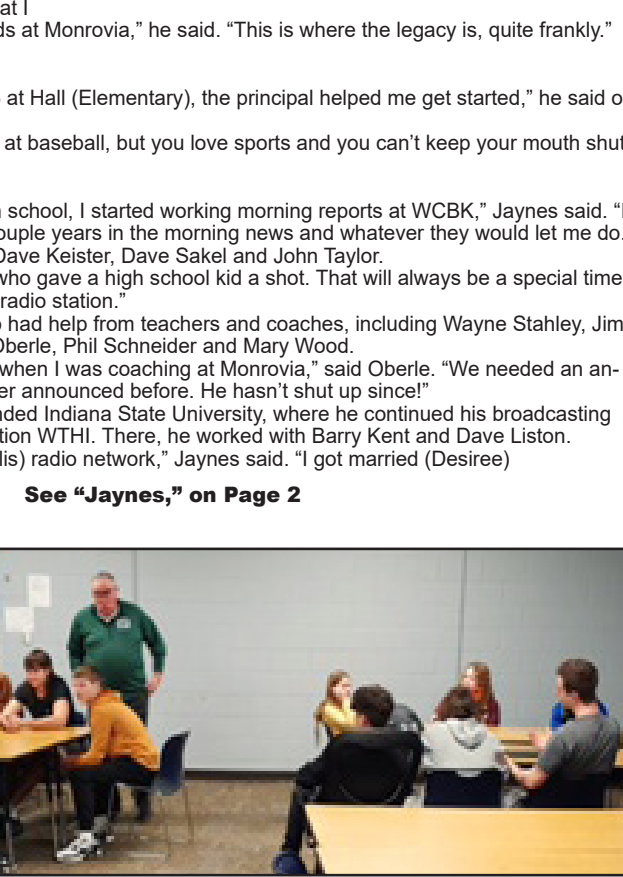 at I
ds at Monrovia,” he said. “This is where the legacy is, quite frankly.”
at Hall (Elementary), the principal helped me get started,” he said o
at baseball, but you love sports and you can’t keep your mouth shut
school, I started working morning reports at WCBK,” Jaynes said. “
ouple years in the morning news and whatever they would let me do.
Dave Keister, Dave Sakel and John Taylor.
who gave a high school kid a shot. That will always be a special time
radio station.”
had help from teachers and coaches, including Wayne Stahley, Jim
Oberle, Phil Schneider and Mary Wood.
when I was coaching at Monrovia,” said Oberle. “We needed an an-
er announced before. He hasn’t shut up since!”
nded Indiana State University, where he continued his broadcasting
tion WTHI. There, he worked with Barry Kent and Dave Liston.
lis) radio network,” Jaynes said. “I got married (Desiree)
See “Jaynes,” on Page 2